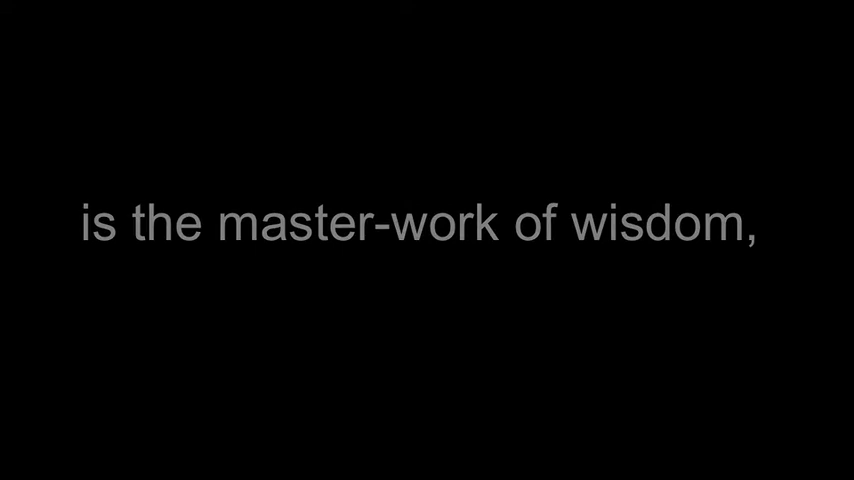 is the master-work of wisdom,